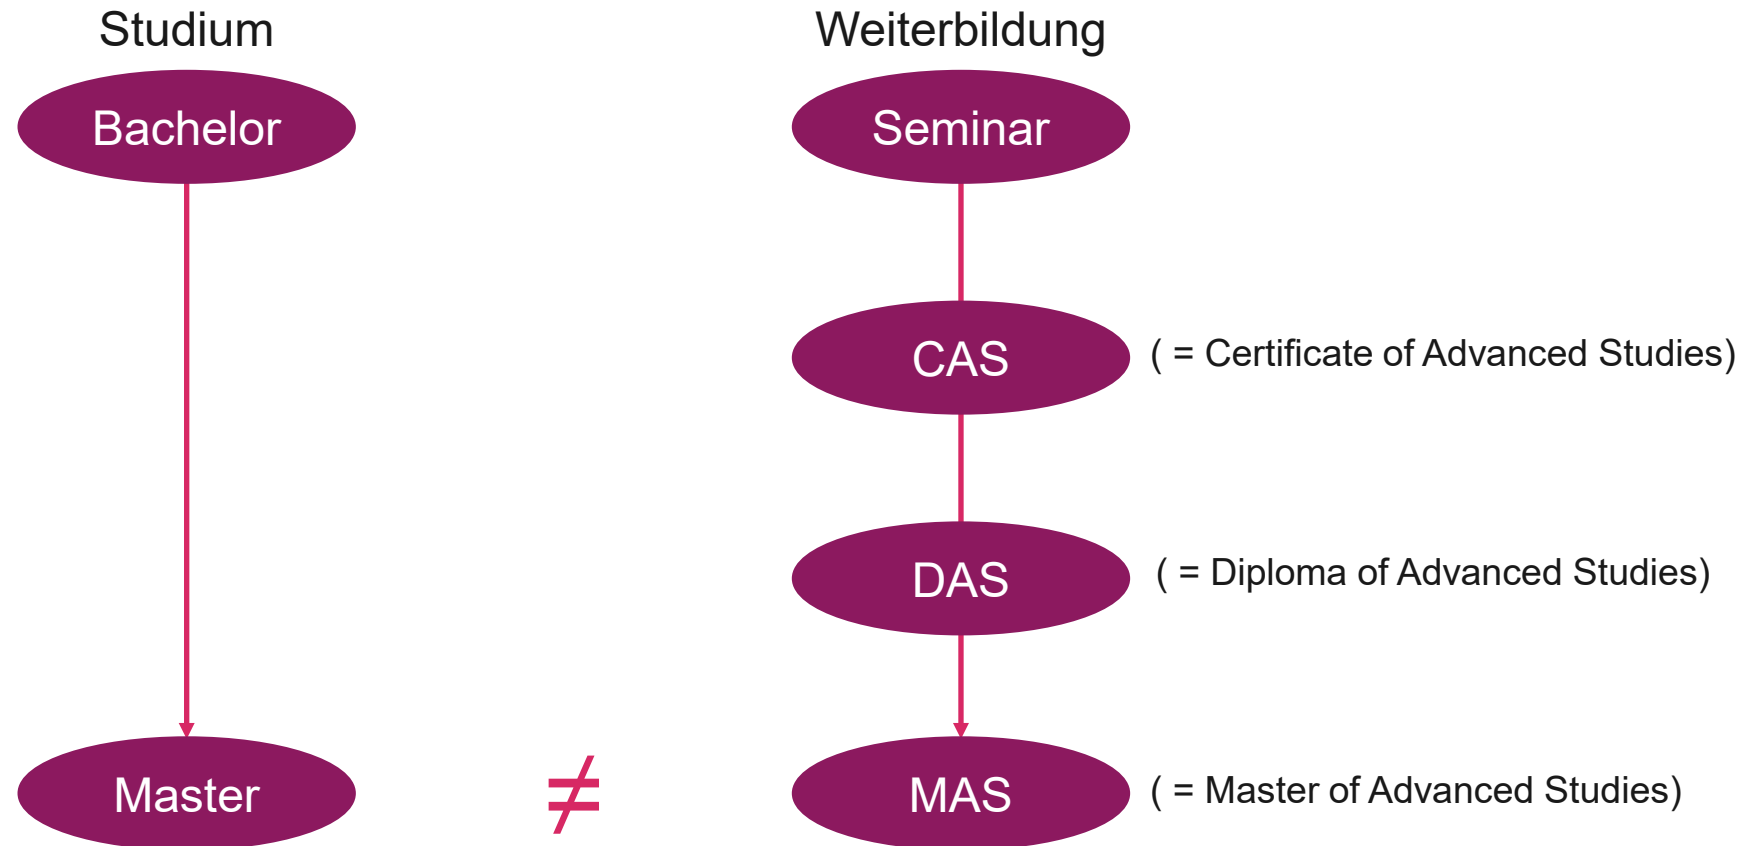 Studium
Weiterbildung
Bachelor
Seminar
CAS
( = Certificate of Advanced Studies)
DAS
( = Diploma of Advanced Studies)
Master
≠
MAS
( = Master of Advanced Studies)